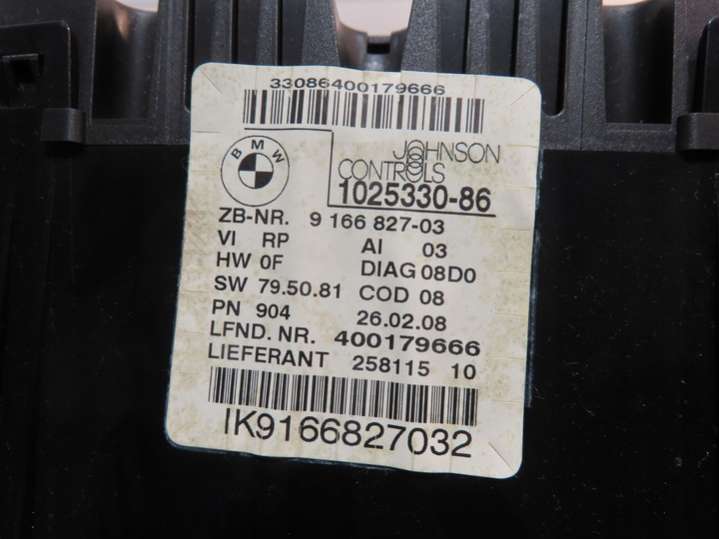 33086400179666
BMW
JOHNSON
CONTROLS
1025330-86
ZB-NR. 9 166 827-03
VI RP AI 03
HW 0F DIAG 08D0
SW 79.50.81 COD 08
PN 904 26.02.08
LFND. NR. 400179666
LIEFERANT 258115 10
IK9166827032